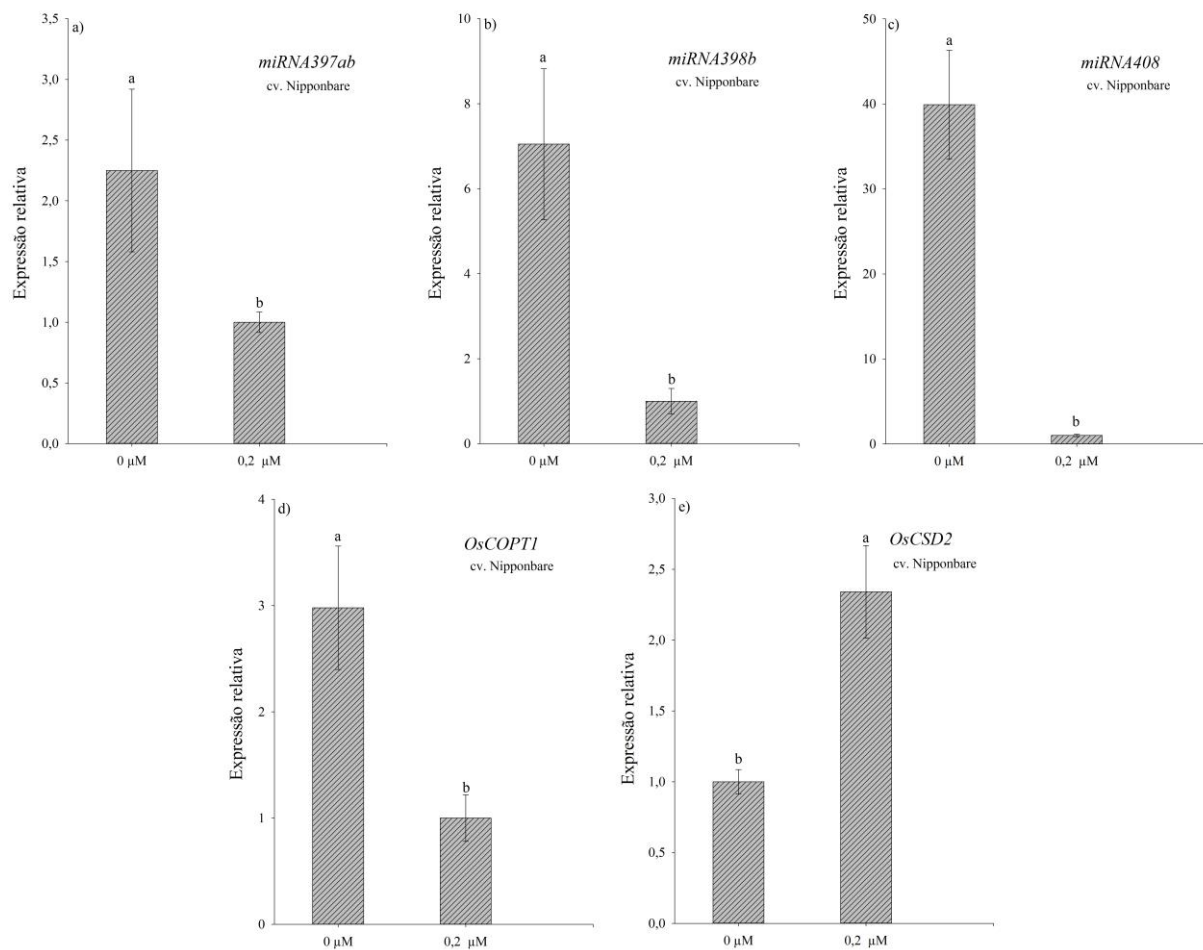 a)
miRNA397ab
cv. Nipponbare
Expressão relativa
3,5
3,0
2,5
2,0
1,5
1,0
0,5
0,0
a
b
0 µM
0,2 µM
b)
miRNA398b
cv. Nipponbare
Expressão relativa
10
8
6
4
2
0
a
b
0 µM
0,2 µM
c)
miRNA408
cv. Nipponbare
Expressão relativa
50
40
30
20
10
0
a
b
0 µM
0,2 µM
d)
OsCOPT1
cv. Nipponbare
Expressão relativa
4
3
2
1
0
a
b
0 µM
0,2 µM
e)
OsCSD2
cv. Nipponbare
Expressão relativa
3,0
2,5
2,0
1,5
1,0
0,5
0,0
b
a
0 µM
0,2 µM